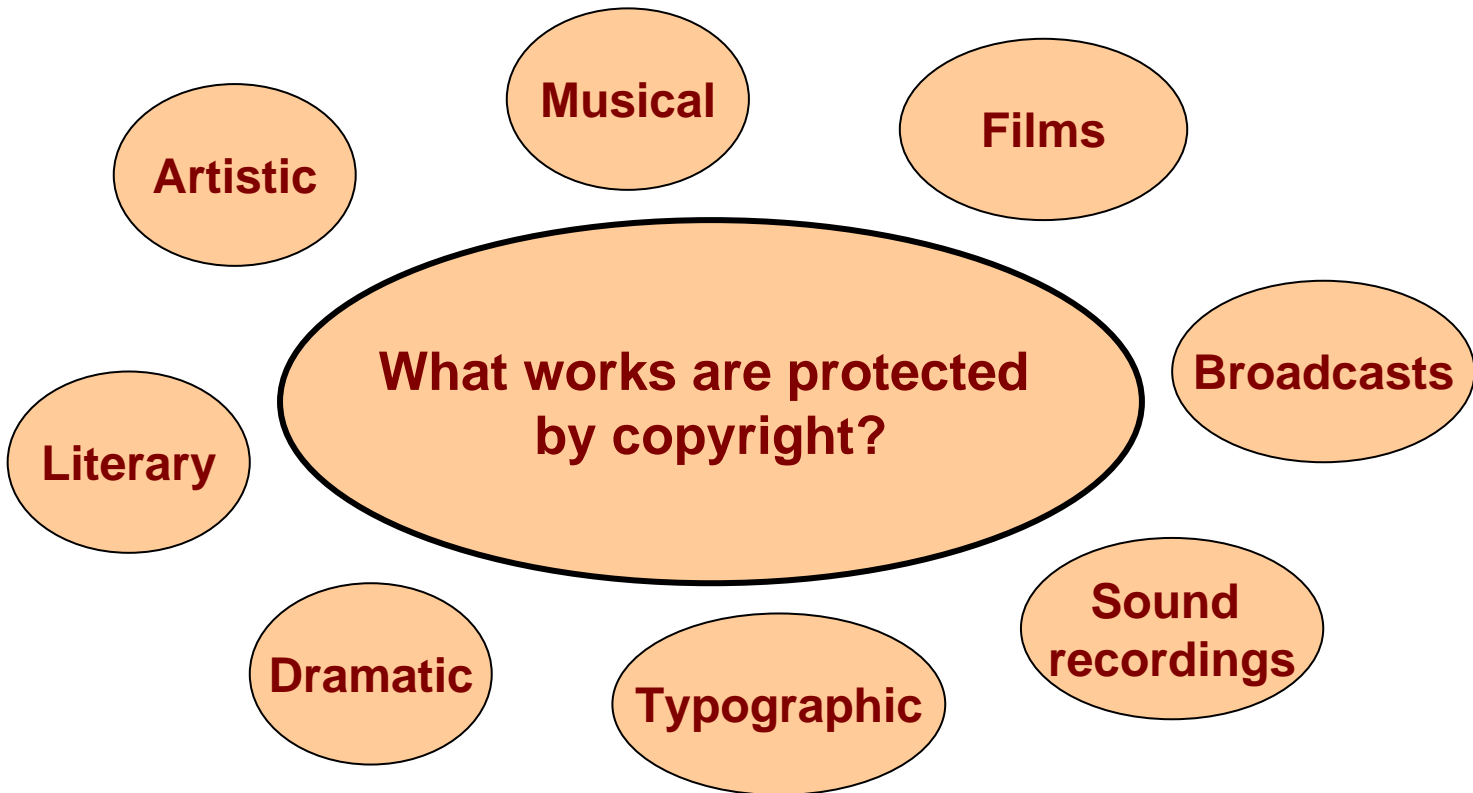 Musical
Films
Artistic
What works are protected
by copyright?
Broadcasts
Literary
Sound
recordings
Dramatic
Typographic